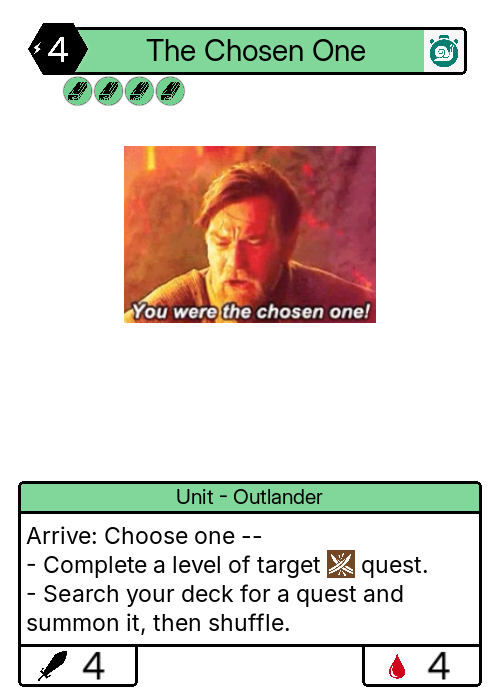 4 The Chosen One
You were the chosen one!
Unit - Outlander
Arrive: Choose one --
- Complete a level of target quest.
- Search your deck for a quest and
summon it, then shuffle.
4 4